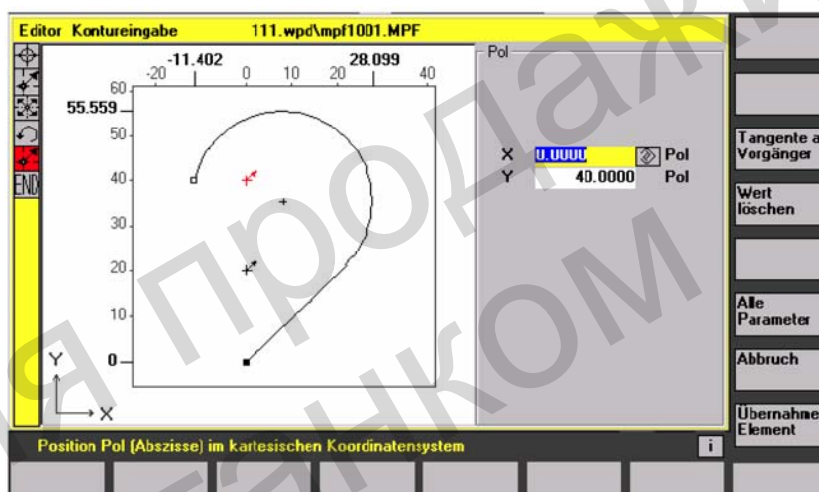 Editor Kontureingabe 111.wpd\mpf1001.MPF
-11.402 28.099
-20 0 10 20 40
60
55.559
50
40
30
20
10
0
Y
X
END
Pol
X 0.0000 Pol
Y 40.0000 Pol
Tangente a
Vorgänger
Wert
löschen
Alle
Parameter
Abbruch
Übernahme
Element
Position Pol (Abszisse) im kartesischen Koordinatensystem
i